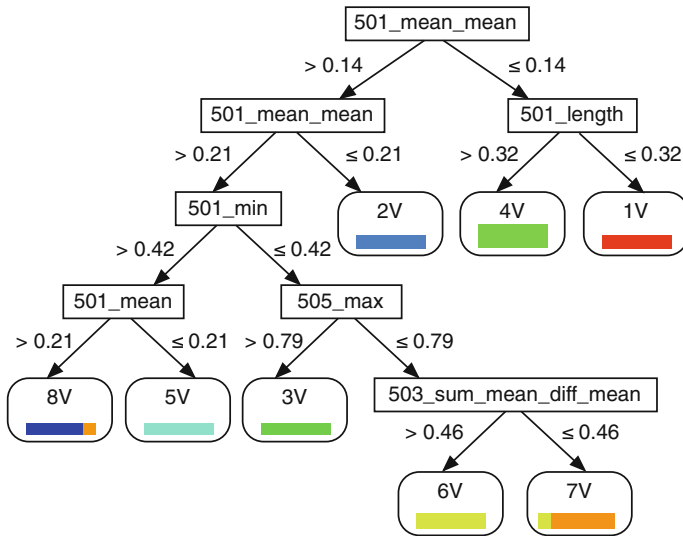 501_mean_mean
> 0.14
≤ 0.14
501_mean_mean
501_length
> 0.21
≤ 0.21
> 0.32
≤ 0.32
501_min
2V
4V
1V
> 0.42
≤ 0.42
501_mean
505_max
> 0.21
≤ 0.21
> 0.79
≤ 0.79
8V
5V
3V
503_sum_mean_diff_mean
> 0.46
≤ 0.46
6V
7V